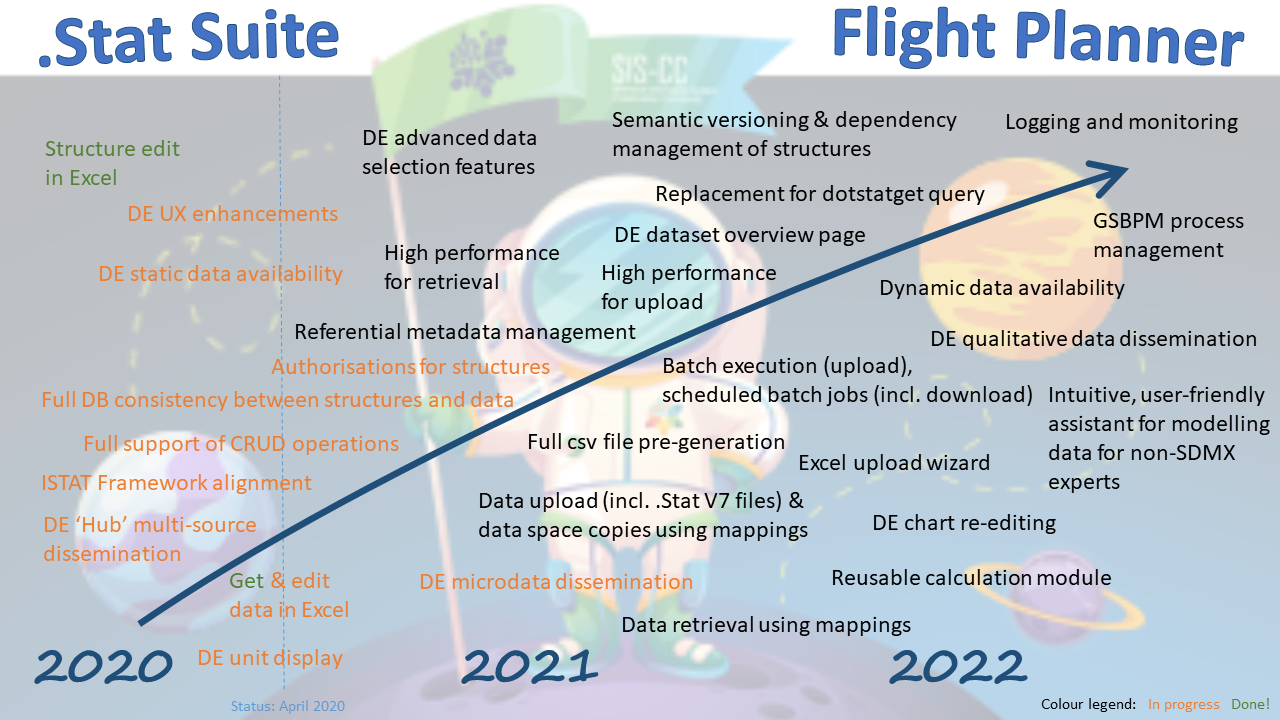 .Stat Suite
Flight Planner
SIS-CC
Structure edit
in Excel
DE UX enhancements
DE static data availability
DE advanced data
selection features
High performance
for retrieval
Referential metadata management
Authorisations for structures
Full DB consistency between structures and data
Full support of CRUD operations
ISTAT Framework alignment
DE ‘Hub’ multi-source
dissemination
Get & edit
data in Excel
DE unit display
Semantic versioning & dependency
management of structures
Replacement for dotstatget query
DE dataset overview page
High performance
for upload
Batch execution (upload),
scheduled batch jobs (incl. download)
Full csv file pre-generation
Excel upload wizard
Data upload (incl. .Stat V7 files) &
data space copies using mappings
DE microdata dissemination
Data retrieval using mappings
Logging and monitoring
GSBPM process
management
Dynamic data availability
DE qualitative data dissemination
Intuitive, user-friendly
assistant for modelling
data for non-SDMX
experts
DE chart re-editing
Reusable calculation module
2020
2021
2022
Status: April 2020
Colour legend: In progress Done!